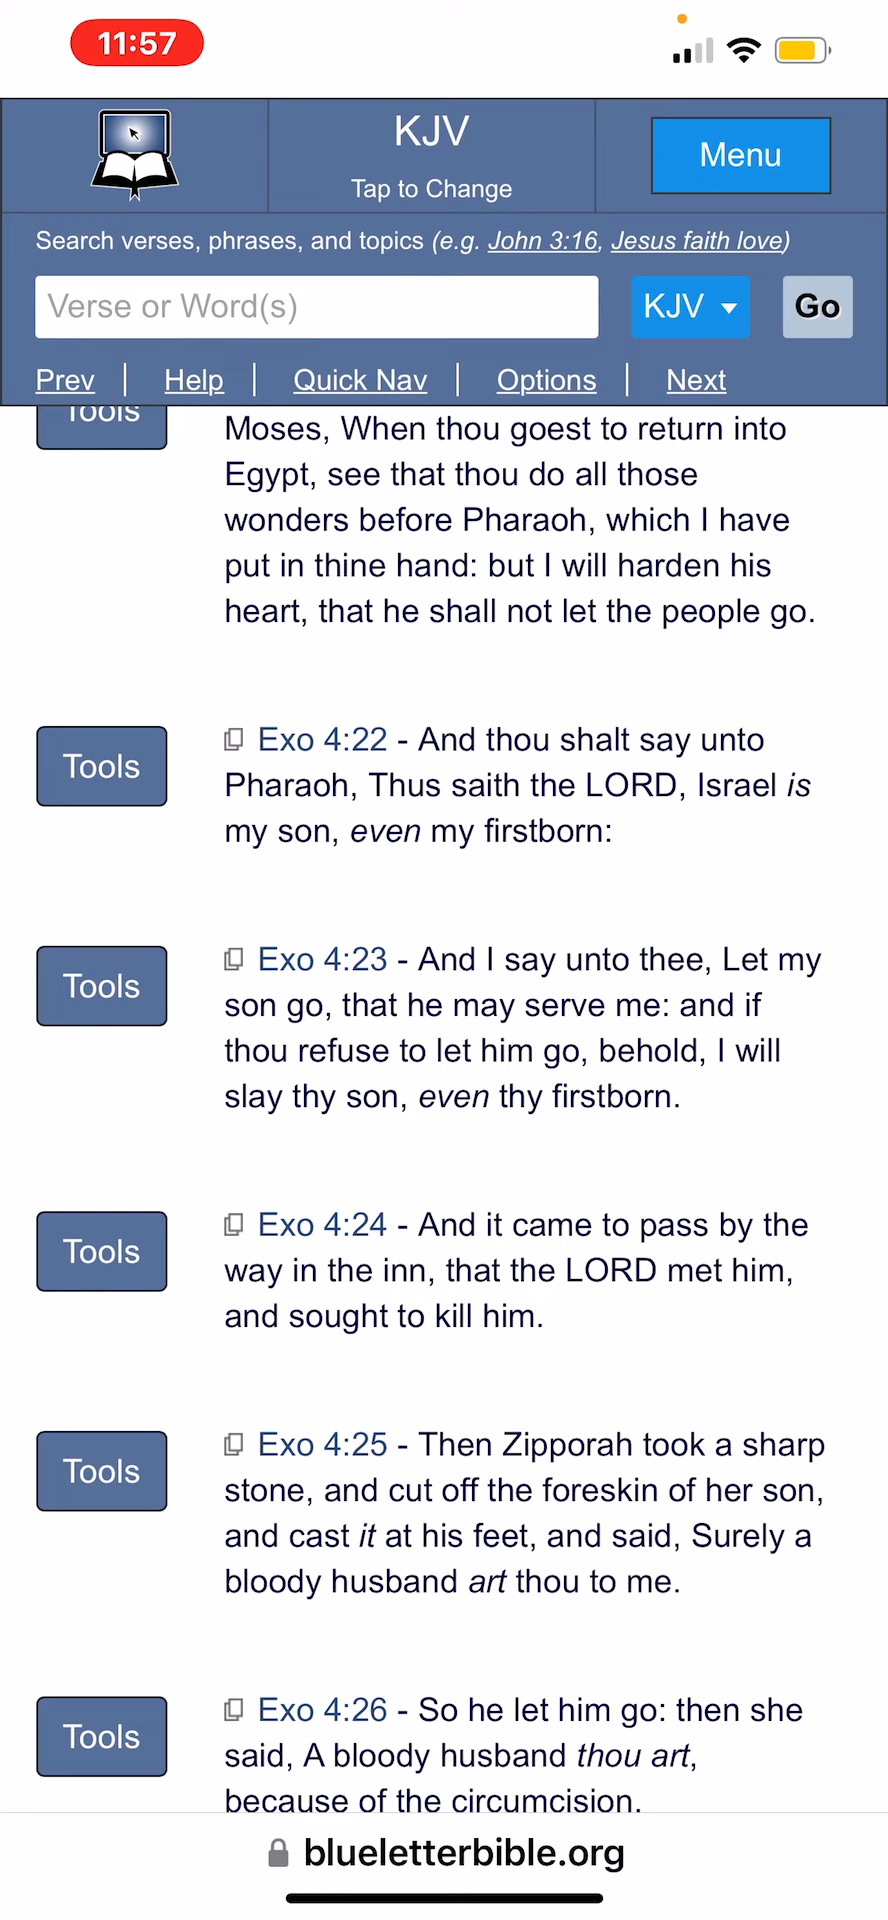 11:57
KJV
Tap to Change
Menu
Search verses, phrases, and topics (e.g. John 3:16, Jesus faith love)
Verse or Word(s)
KJV
Go
Prev | Help | Quick Nav | Options | Next
Tools
Moses, When thou goest to return into
Egypt, see that thou do all those
wonders before Pharaoh, which I have
put in thine hand: but I will harden his
heart, that he shall not let the people go.
Tools
Exo 4:22 - And thou shalt say unto
Pharaoh, Thus saith the LORD, Israel is
my son, even my firstborn:
Tools
Exo 4:23 - And I say unto thee, Let my
son go, that he may serve me: and if
thou refuse to let him go, behold, I will
slay thy son, even thy firstborn.
Tools
Exo 4:24 - And it came to pass by the
way in the inn, that the LORD met him,
and sought to kill him.
Tools
Exo 4:25 - Then Zipporah took a sharp
stone, and cut off the foreskin of her son,
and cast it at his feet, and said, Surely a
bloody husband art thou to me.
Tools
Exo 4:26 - So he let him go: then she
said, A bloody husband thou art,
because of the circumcision.
blueletterbible.org